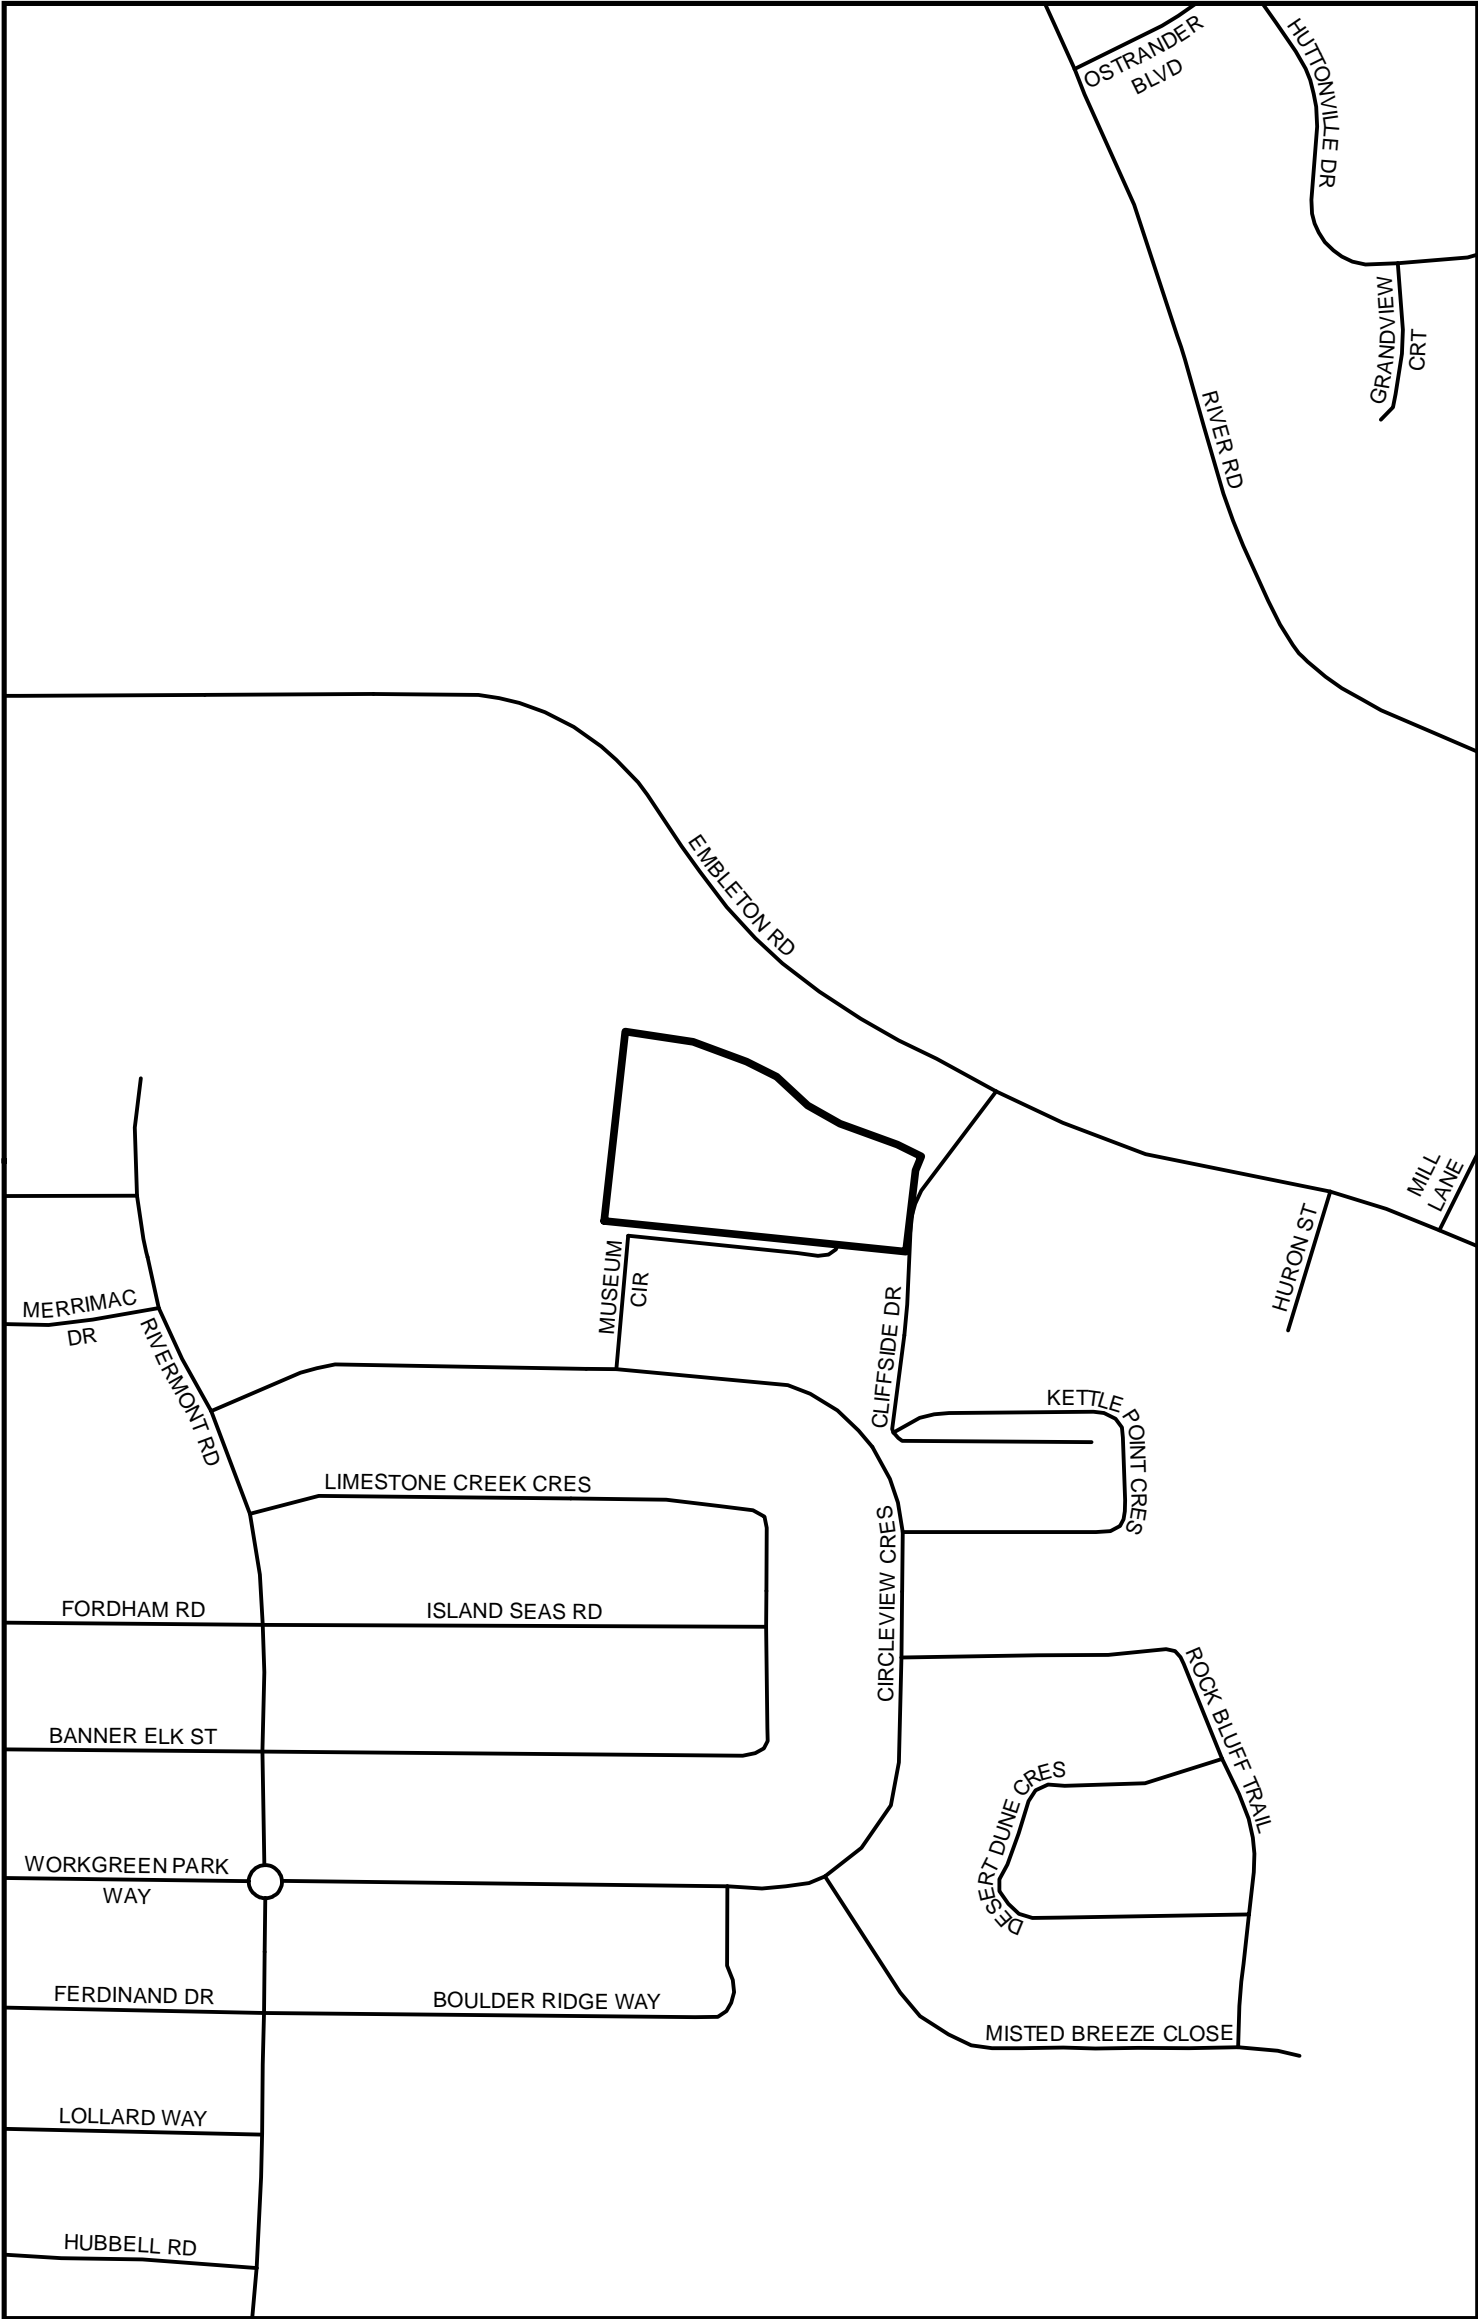 OSTRANDER
BLVD
HUTTONVILLE DR
GRANDVIEW
CRT
RIVER RD
EMBLETON RD
MILL
LANE
HURON ST
MUSEUM
CIR
CLIFFSIDE DR
MERRIMAC
DR
RIVERMONT RD
KETTLE POINT CRES
LIMESTONE CREEK CRES
CIRCLEVIEW CRES
FORDHAM RD
ISLAND SEAS RD
ROCK BLUFF TRAIL
BANNER ELK ST
DESERT DUNE CRES
WORKGREEN PARK
WAY
FERDINAND DR
BOULDER RIDGE WAY
MISTED BREEZE CLOSE
LOLLARD WAY
HUBBELL RD